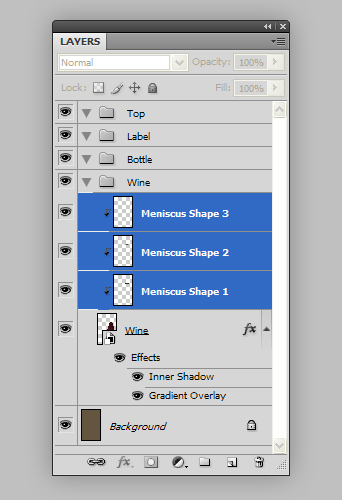 LAYERS
Normal
Opacity: 100%
Lock:
Fill: 100%
Top
Label
Bottle
Wine
Meniscus Shape 3
Meniscus Shape 2
Meniscus Shape 1
Wine
fx
Effects
Inner Shadow
Gradient Overlay
Background
fx.